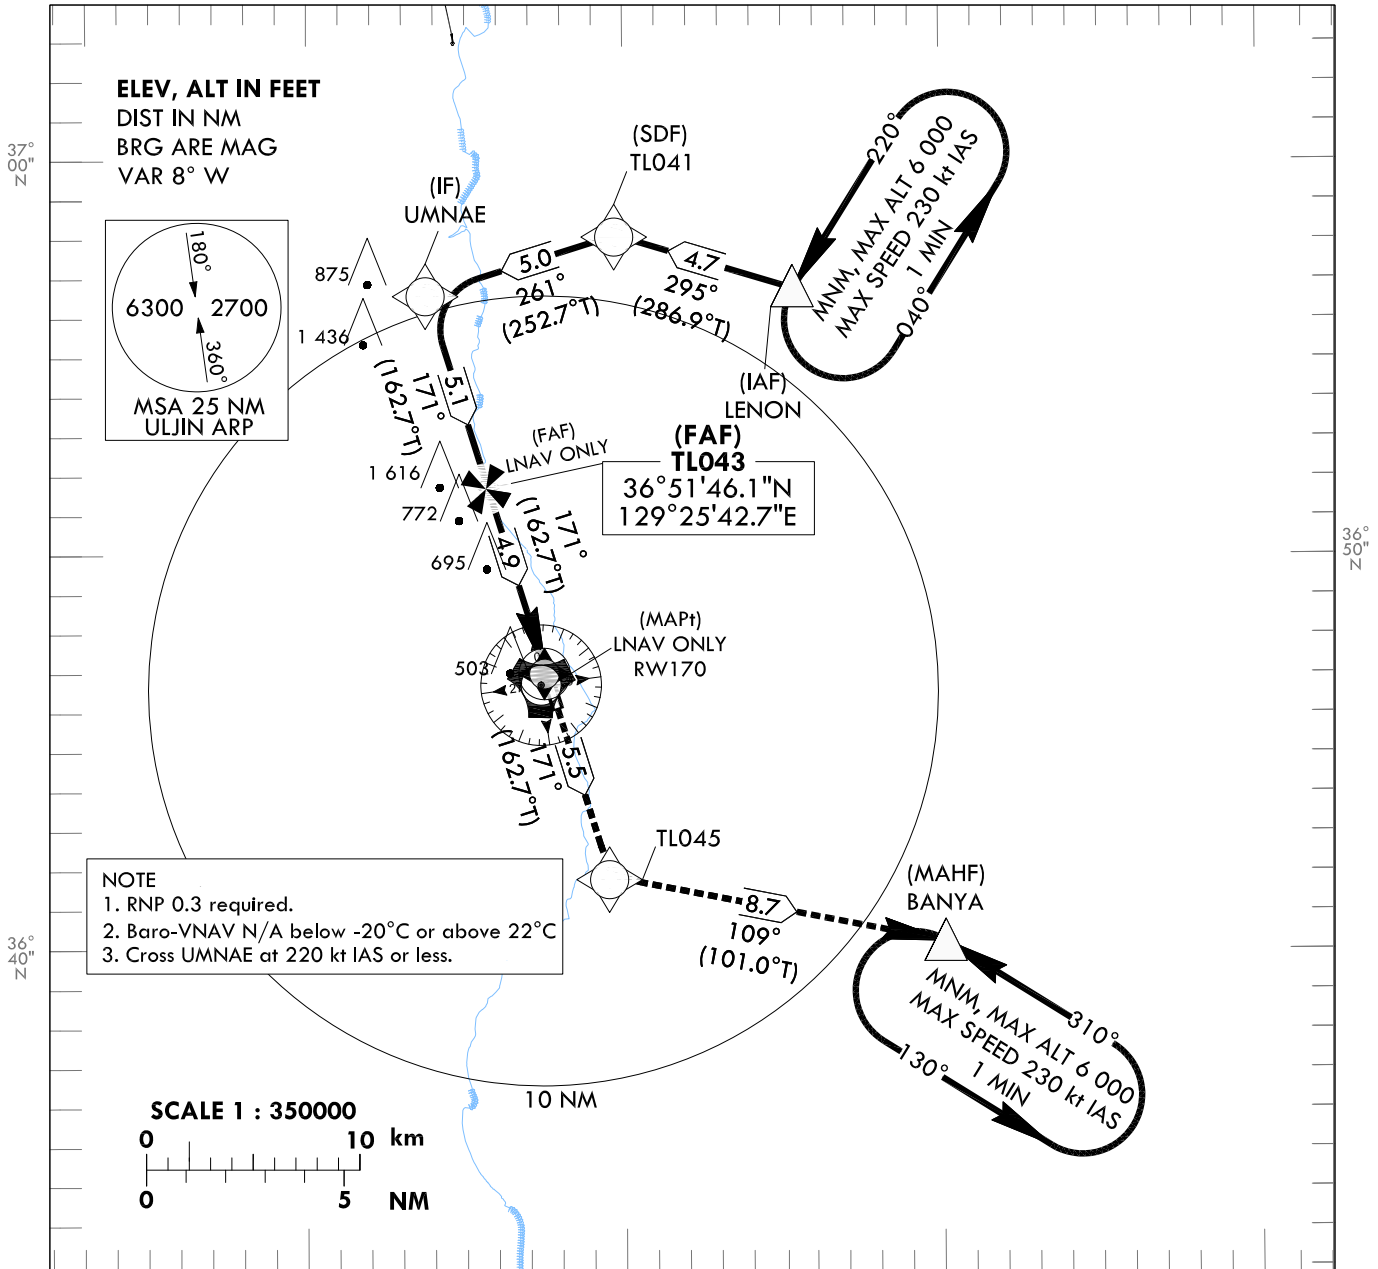 ELEV, ALT IN FEET
DIST IN NM
BRG ARE MAG
VAR 8° W
37°
00"
N
180°
6300 2700
360°
MSA 25 NM
ULJIN ARP
(IF)
UMNAE
(SDF)
TL041
220°
MNM, MAX ALT 6 000
MAX SPEED 230 kt IAS
1 MIN
040°
875
1 436
5.0
261°
(252.7°T)
4.7
295°
(286.9°T)
(IAF)
LENON
5.1
171°
(162.7°T)
(FAF)
LNAV ONLY
(FAF)
TL043
36°51'46.1"N
129°25'42.7"E
1 616
772
695
4.9
171°
(162.7°T)
36°
50"
N
(MAPt)
LNAV ONLY
RW170
503
5.5
171°
(162.7°T)
TL045
NOTE
1. RNP 0.3 required.
2. Baro-VNAV N/A below -20°C or above 22°C
3. Cross UMNAE at 220 kt IAS or less.
36°
40"
N
8.7
109°
(101.0°T)
(MAHF)
BANYA
MNM, MAX ALT 6 000
MAX SPEED 230 kt IAS
1 MIN
310°
130°
10 NM
SCALE 1 : 350000
0 10 km
0 5 NM